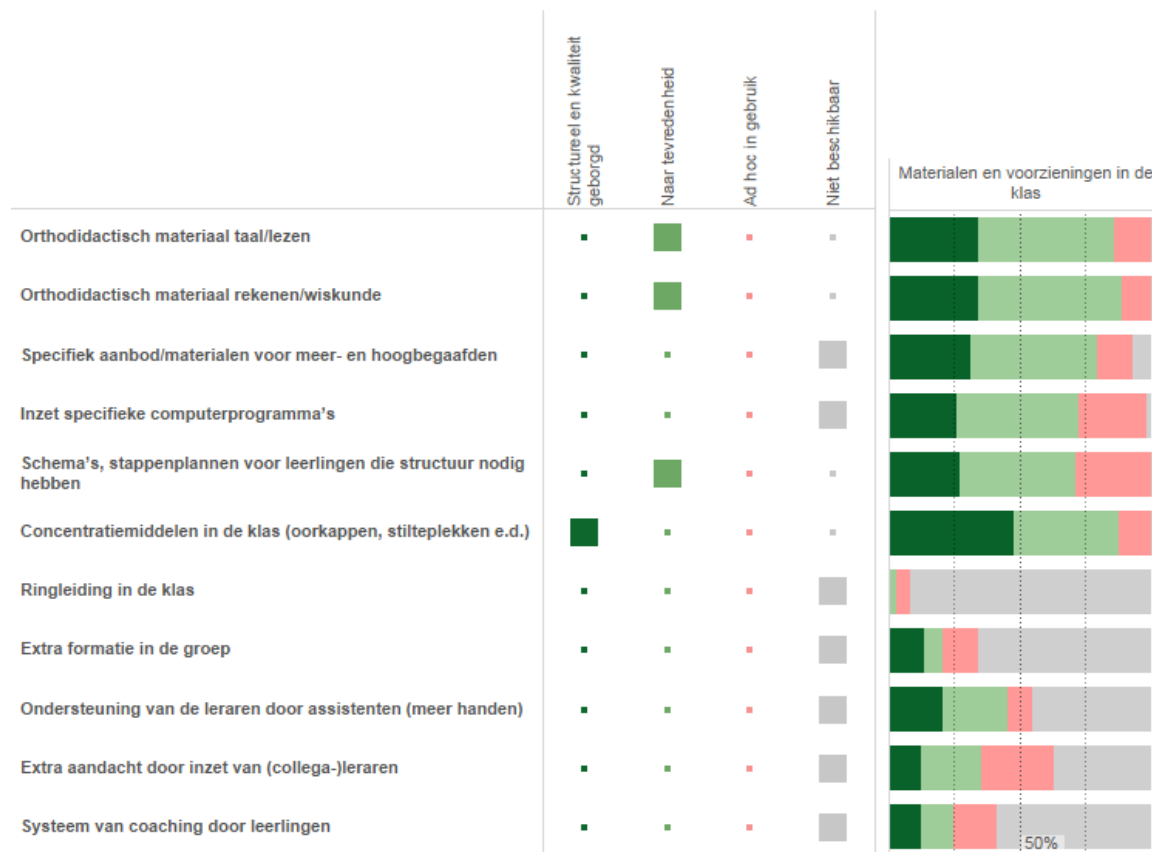 Structureel en kwaliteit
geborgd
Naar tevredenheid
Ad hoc in gebruik
Niet beschikbaar
Materialen en voorzieningen in de
klas
Orthodidactisch materiaal taal/lezen
Orthodidactisch materiaal rekenen/wiskunde
Specifiek aanbod/materialen voor meer- en hoogbegaafden
Inzet specifieke computerprogramma's
Schema's, stappenplannen voor leerlingen die structuur nodig
hebben
Concentratiemiddelen in de klas (oorkappen, stilteplekken e.d.)
Ringleiding in de klas
Extra formatie in de groep
Ondersteuning van de leraren door assistenten (meer handen)
Extra aandacht door inzet van (collega-)leraren
Systeem van coaching door leerlingen
50%